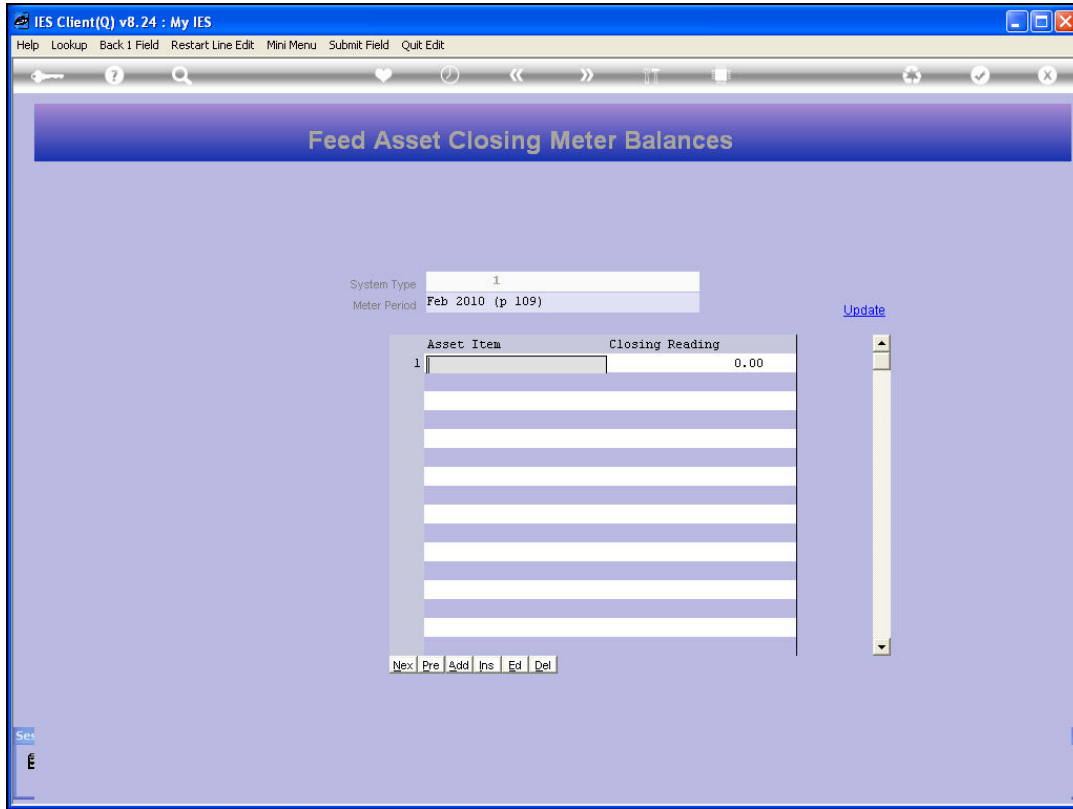 IES Client(Q) v8.24 : My IES
Help Lookup Back 1 Field Restart Line Edit Mini Menu Submit Field Quit Edit
Feed Asset Closing Meter Balances
System Type 1
Meter Period Feb 2010 (p 109)
Update
Asset Item Closing Reading
1 0.00
Nex Pre Add Ins Ed Del
Ses